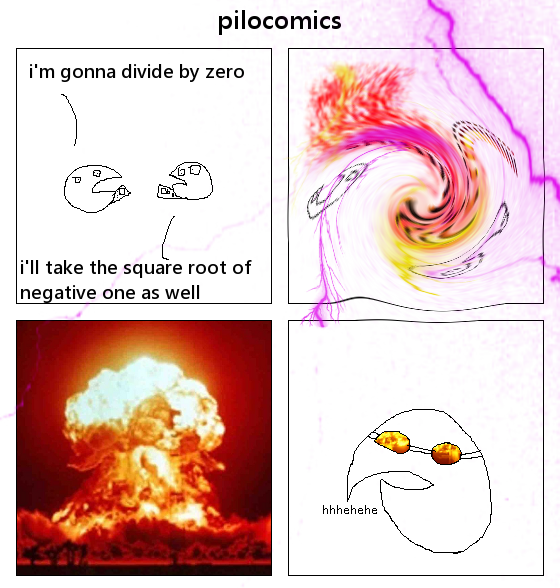 pilocomics
i'm gonna divide by zero
i'll take the square root of
negative one as well
hhhehehe